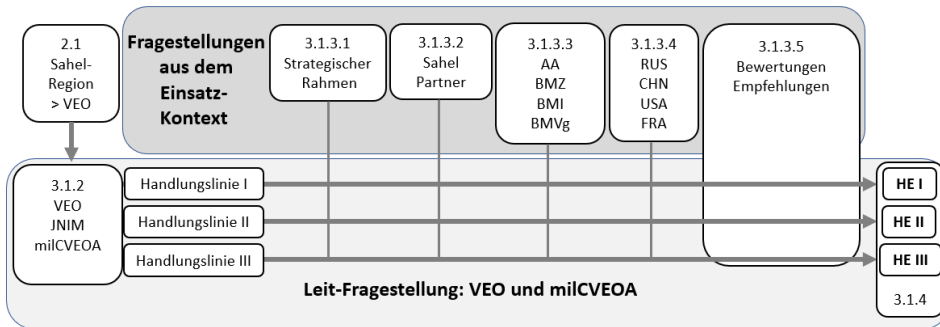 2.1
Sahel-
Region
> VEO
Fragestellungen
aus dem
Einsatz-
Kontext
3.1.3.1
Strategischer
Rahmen
3.1.3.2
Sahel
Partner
3.1.3.3
AA
BMZ
BMI
BMVg
3.1.3.4
RUS
CHN
USA
FRA
3.1.3.5
Bewertungen
Empfehlungen
3.1.2
VEO
JNIM
milCVEOA
Handlungslinie I
Handlungslinie II
Handlungslinie III
HE I
HE II
HE III
3.1.4
Leit-Fragestellung: VEO und milCVEOA